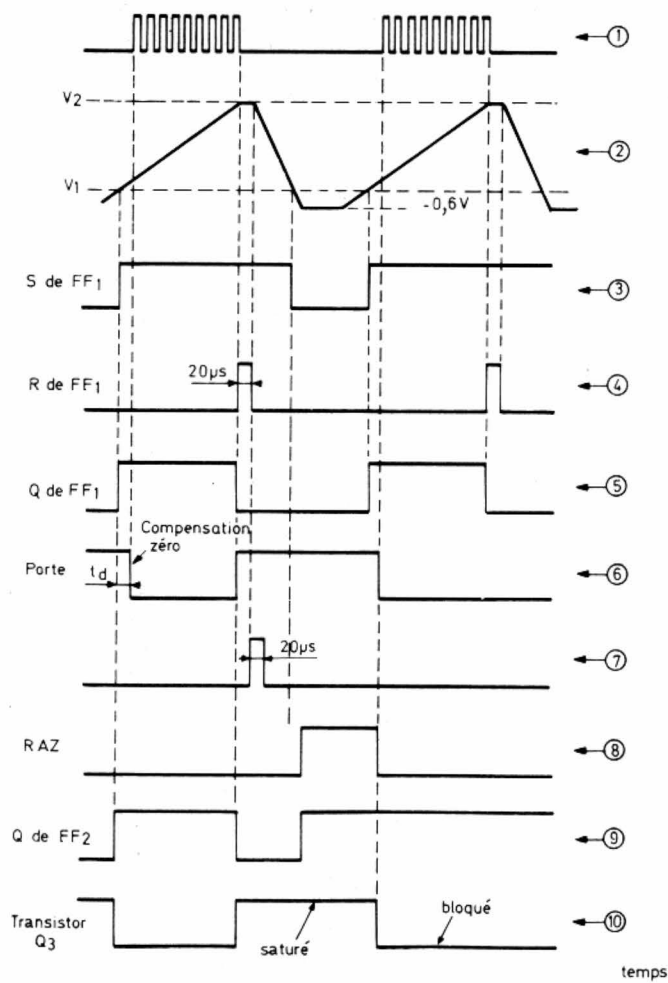 ①
V2
②
V1
-0,6V
S de FF1
③
20µs
R de FF1
④
Q de FF1
⑤
Compensation
zéro
Porte
td
⑥
20µs
⑦
RAZ
⑧
Q de FF2
⑨
Transistor
Q3
saturé
bloqué
⑩
temps